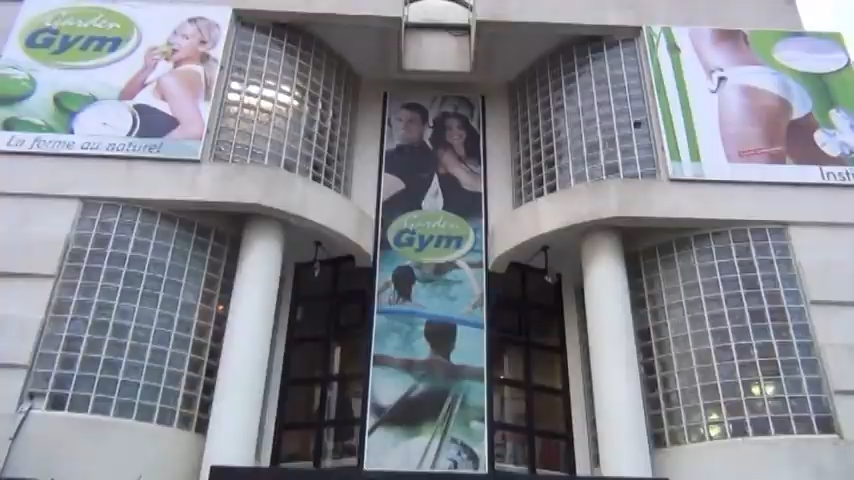 Garden
Gym
La forme au naturel
Garden
Gym
Insti